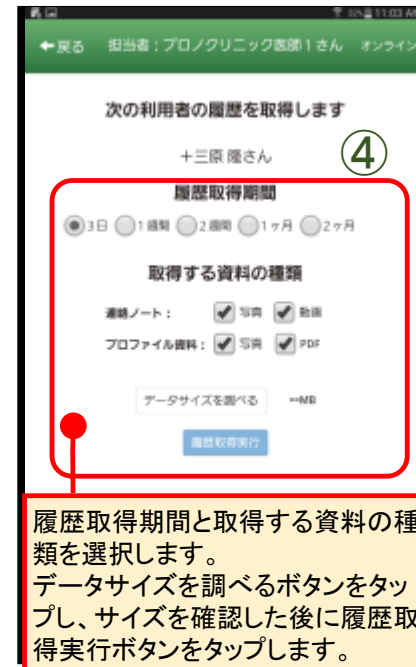 11:03 AM
戻る 担当者：プロノクリニック医師1さん オンライン
次の利用者の履歴を取得します
+三原 隆さん
④
履歴取得期間
3日 1週間 2週間 1ヶ月 2ヶ月
取得する資料の種類
連絡ノート： 写真 動画
プロファイル資料： 写真 PDF
データサイズを調べる --MB
履歴取得実行
履歴取得期間と取得する資料の種
類を選択します。
データサイズを調べるボタンをタッ
プし、サイズを確認した後に履歴取
得実行ボタンをタップします。